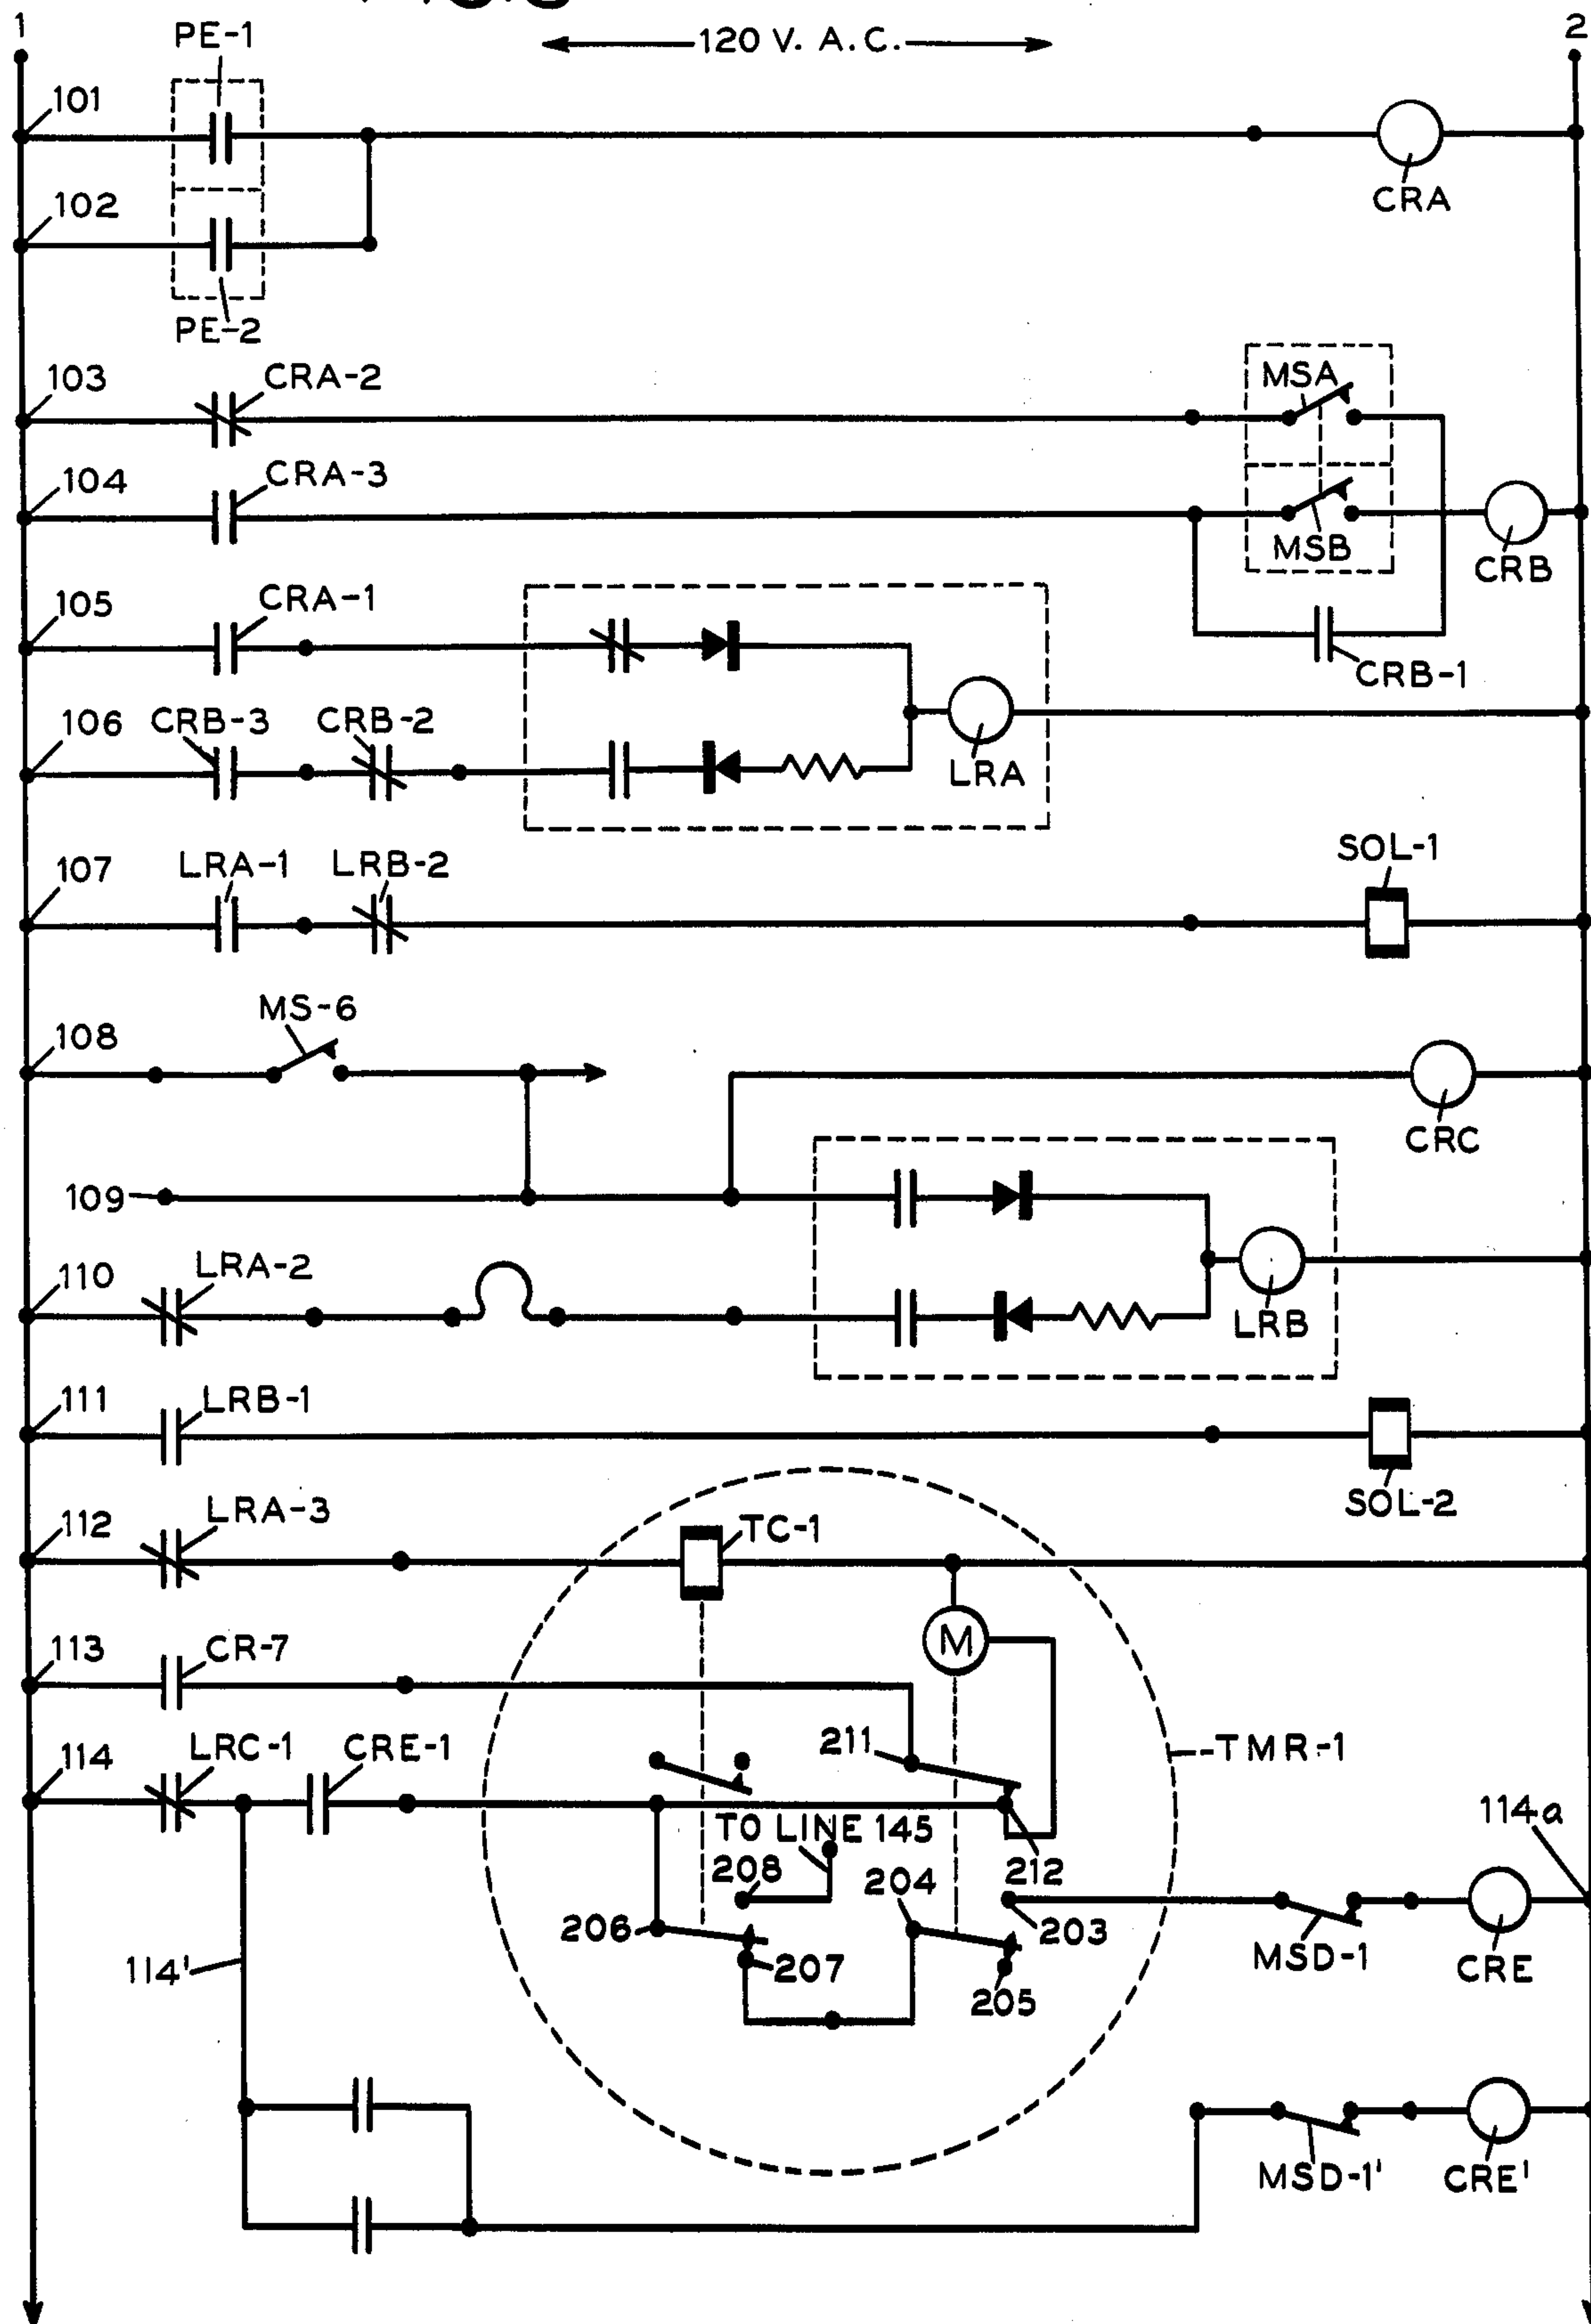 1
PE-1
120 V. A.C.
2
101
CRA
102
PE-2
103
CRA-2
MSA
104
CRA-3
MSB
CRB
105
CRA-1
CRB-1
106
CRB-3
CRB-2
LRA
107
LRA-1
LRB-2
SOL-1
108
MS-6
CRC
109
110
LRA-2
LRB
111
LRB-1
SOL-2
112
LRA-3
TC-1
M
113
CR-7
211
TMR-1
114
LRC-1
CRE-1
114a
TO LINE 145
212
208
204
206
203
207
205
MSD-1
CRE
114'
MSD-1'
CRE'